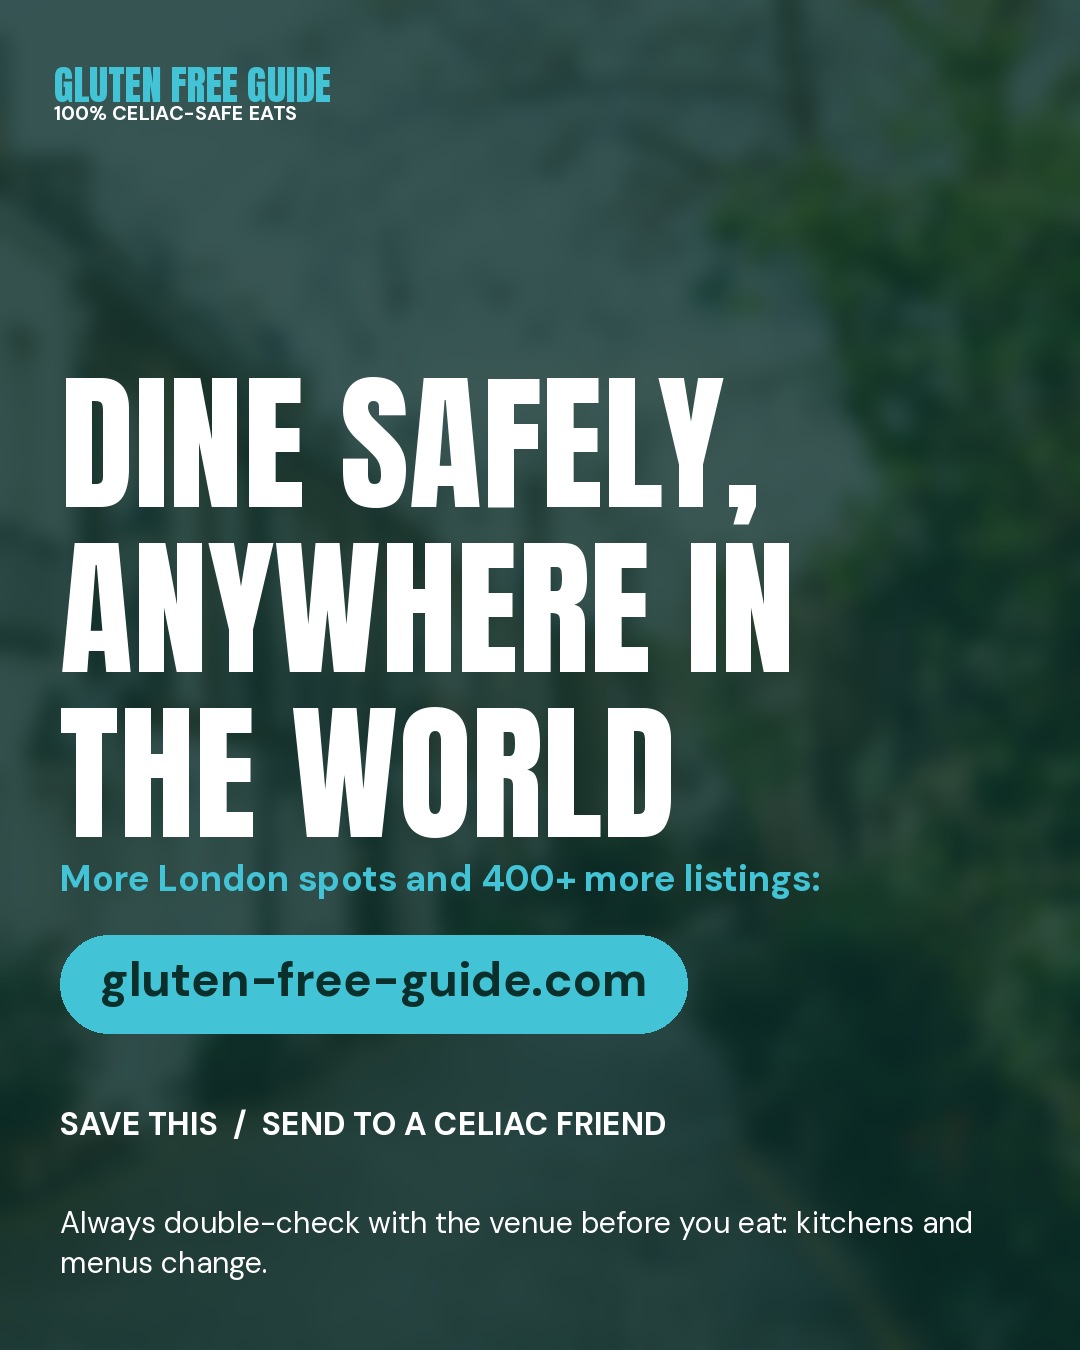 GLUTEN FREE GUIDE
100% CELIAC-SAFE EATS
DINE SAFELY,
ANYWHERE IN
THE WORLD
More London spots and 400+ more listings:
gluten-free-guide.com
SAVE THIS / SEND TO A CELIAC FRIEND
Always double-check with the venue before you eat: kitchens and
menus change.